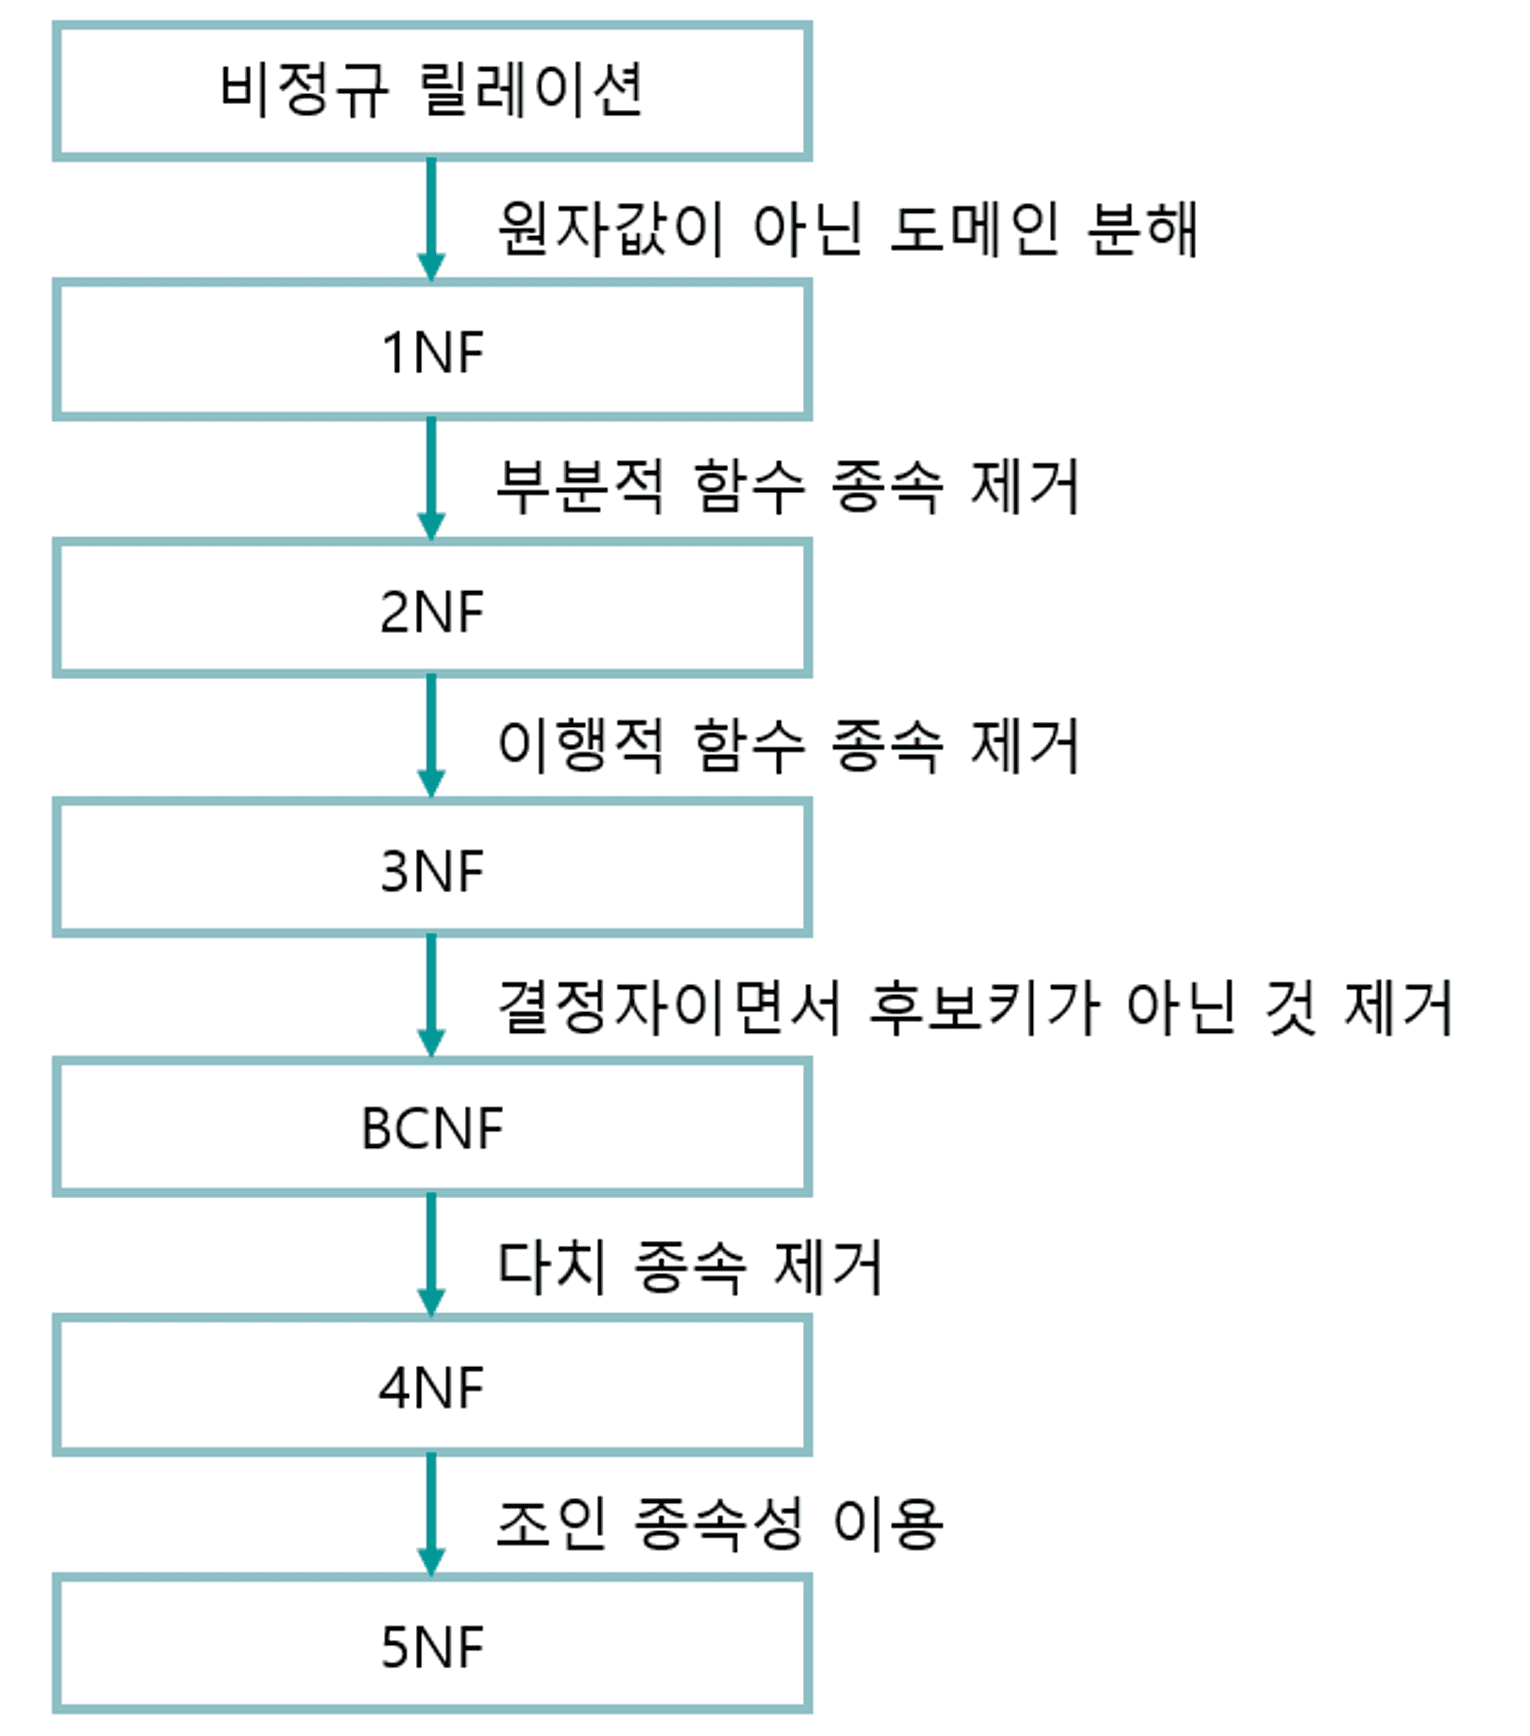 비정규 릴레이션
원자값이 아닌 도메인 분해
1NF
부분적 함수 종속 제거
2NF
이행적 함수 종속 제거
3NF
결정자이면서 후보키가 아닌 것 제거
BCNF
다치 종속 제거
4NF
조인 종속성 이용
5NF